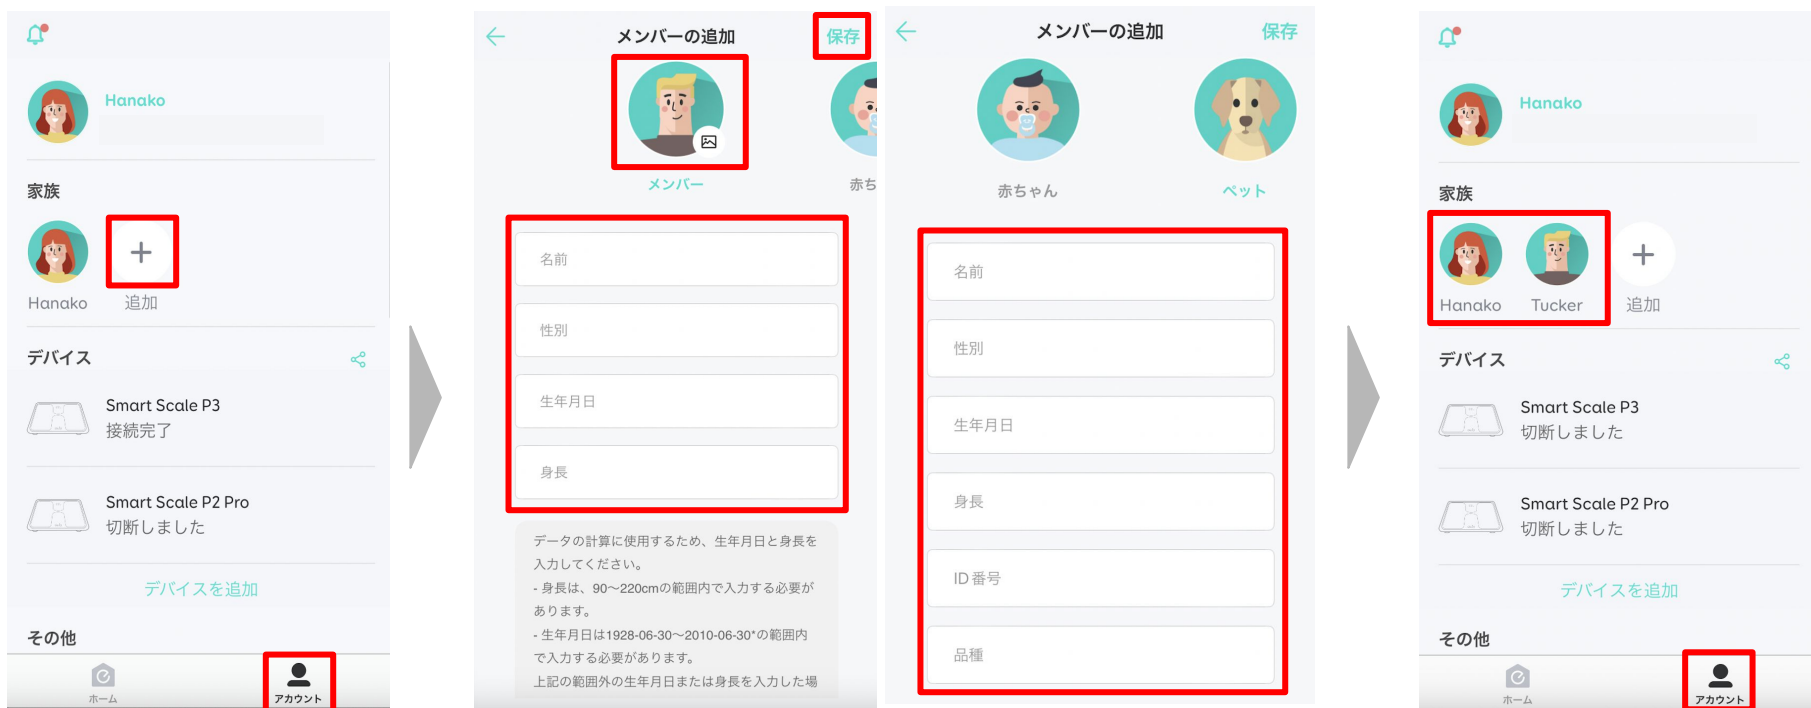 Hanako
家族
Hanako
追加
デバイス
Smart Scale P3
接続完了
Smart Scale P2 Pro
切断しました
デバイスを追加
その他
ホーム
アカウント
メンバーの追加
保存
メンバー
赤ち
名前
性別
生年月日
身長
データの計算に使用するため、生年月日と身長を
入力してください。
- 身長は、90～220cmの範囲内で入力する必要が
あります。
- 生年月日は1928-06-30～2010-06-30*の範囲内
で入力する必要があります。
上記の範囲外の生年月日または身長を入力した場
メンバーの追加
保存
赤ちゃん
ペット
名前
性別
生年月日
身長
ID番号
品種
Hanako
家族
Hanako
Tucker
追加
デバイス
Smart Scale P3
切断しました
Smart Scale P2 Pro
切断しました
デバイスを追加
その他
ホーム
アカウント